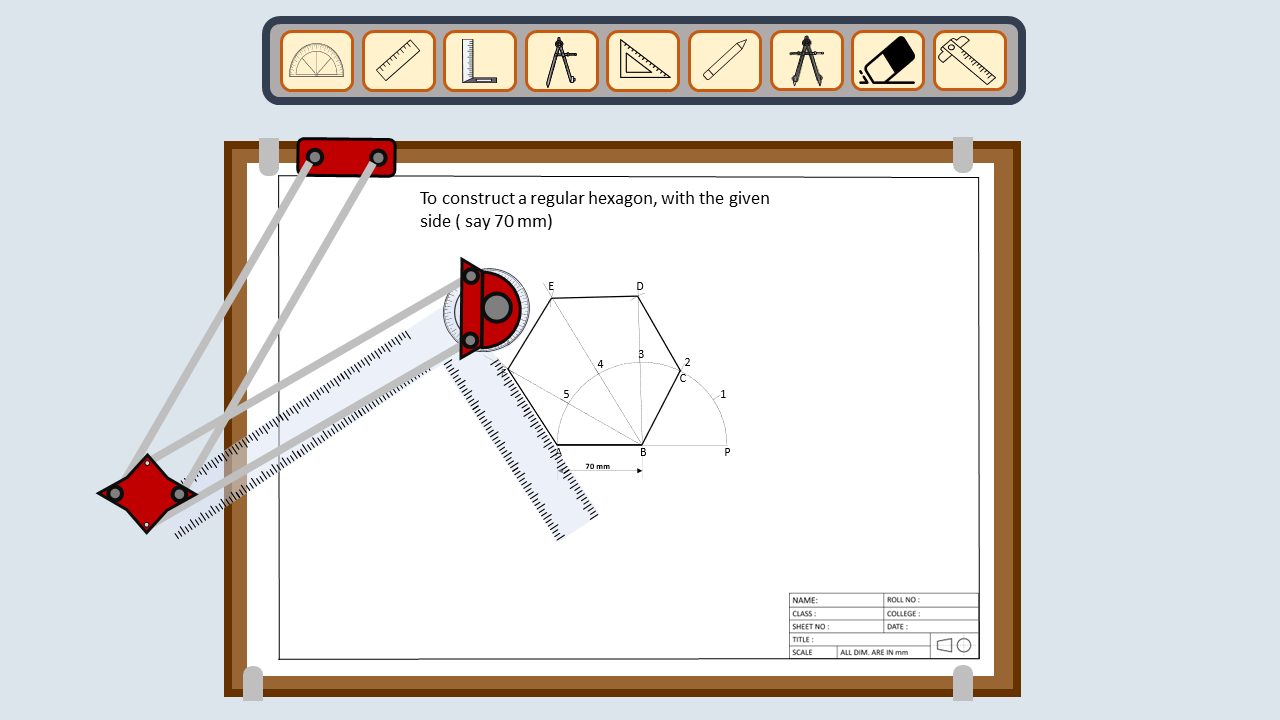 To construct a regular hexagon, with the given
side ( say 70 mm)
E
D
3
2
4
C
5
1
A
B
P
70 mm
NAME:
ROLL NO :
CLASS :
COLLEGE :
SHEET NO :
DATE :
TITLE :
SCALE
ALL DIM. ARE IN mm